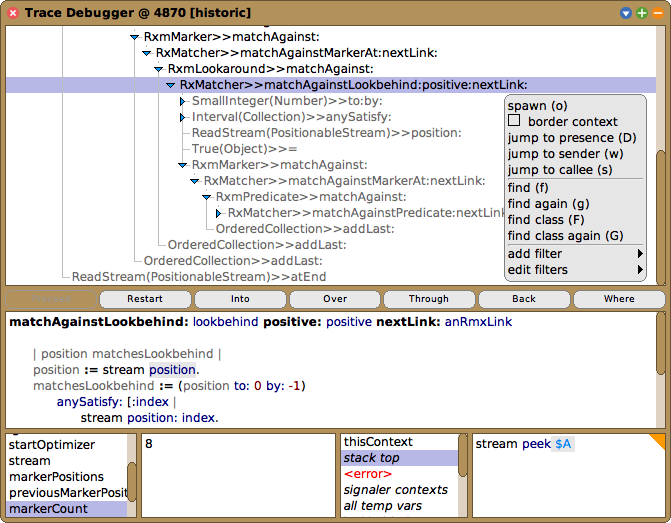 Trace Debugger @ 4870 [historic]
RxmMarker>>matchAgainst:
RxMatcher>>matchAgainstMarkerAt:nextLink:
RxmLookaround>>matchAgainst:
RxMatcher>>matchAgainstLookbehind:positive:nextLink:
SmallInteger(Number)>>to:by:
Interval(Collection)>>anySatisfy:
ReadStream(PositionableStream)>>position:
True(Object)>>=
RxmMarker>>matchAgainst:
RxMatcher>>matchAgainstMarkerAt:nextLink:
RxmPredicate>>matchAgainst:
RxMatcher>>matchAgainstPredicate:nextLink
OrderedCollection>>addLast:
OrderedCollection>>addLast:
OrderedCollection>>addLast:
ReadStream(PositionableStream)>>atEnd
spawn (o)
border context
jump to presence (D)
jump to sender (w)
jump to callee (s)
find (f)
find again (g)
find class (F)
find class again (G)
add filter
edit filters
Restart
Into
Over
Through
Back
Where
matchAgainstLookbehind: lookbehind positive: positive nextLink: anRmxLink
| position matchesLookbehind |
position := stream position.
matchesLookbehind := (position to: 0 by: -1)
anySatisfy: [:index |
stream position: index.
startOptimizer
stream
markerPositions
previousMarkerPosit
markerCount
8
thisContext
stack top
<error>
signaler contexts
all temp vars
stream peek $A